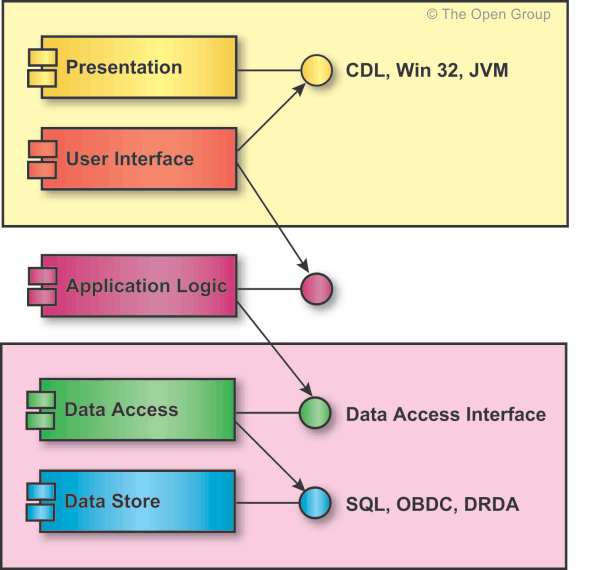 © The Open Group
Presentation
CDL, Win 32, JVM
User Interface
Application Logic
Data Access
Data Access Interface
Data Store
SQL, OBDC, DRDA